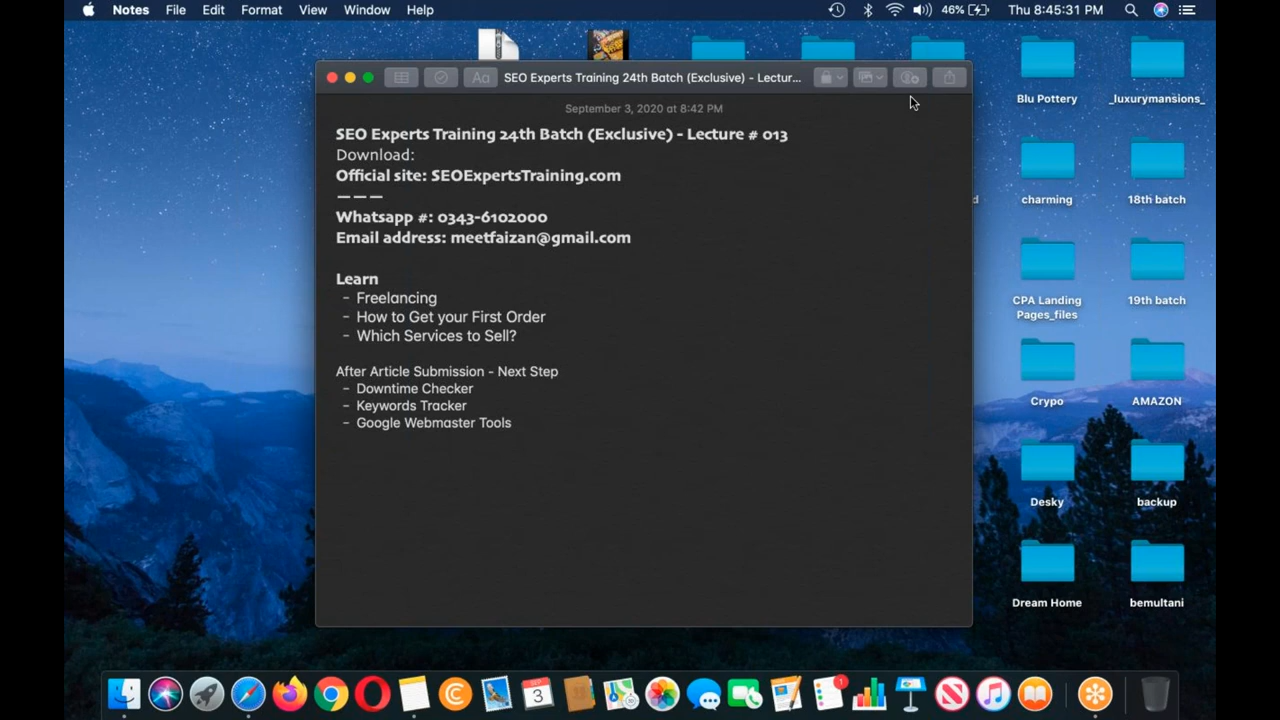 Notes File Edit Format View Window Help 46% Thu 8:45:31 PM
SEO Experts Training 24th Batch (Exclusive) - Lectur...
September 3, 2020 at 8:42 PM
SEO Experts Training 24th Batch (Exclusive) - Lecture # 013
Download:
Official site: SEOExpertsTraining.com
———
Whatsapp #: 0343-6102000
Email address: meetfaizan@gmail.com
Learn
- Freelancing
- How to Get your First Order
- Which Services to Sell?
After Article Submission - Next Step
- Downtime Checker
- Keywords Tracker
- Google Webmaster Tools
Blu Pottery
_luxurymansions_
d
charming
18th batch
CPA Landing
Pages_files
19th batch
Crypo
AMAZON
Desky
backup
Dream Home
bemultani
Aa
SEP
3
1